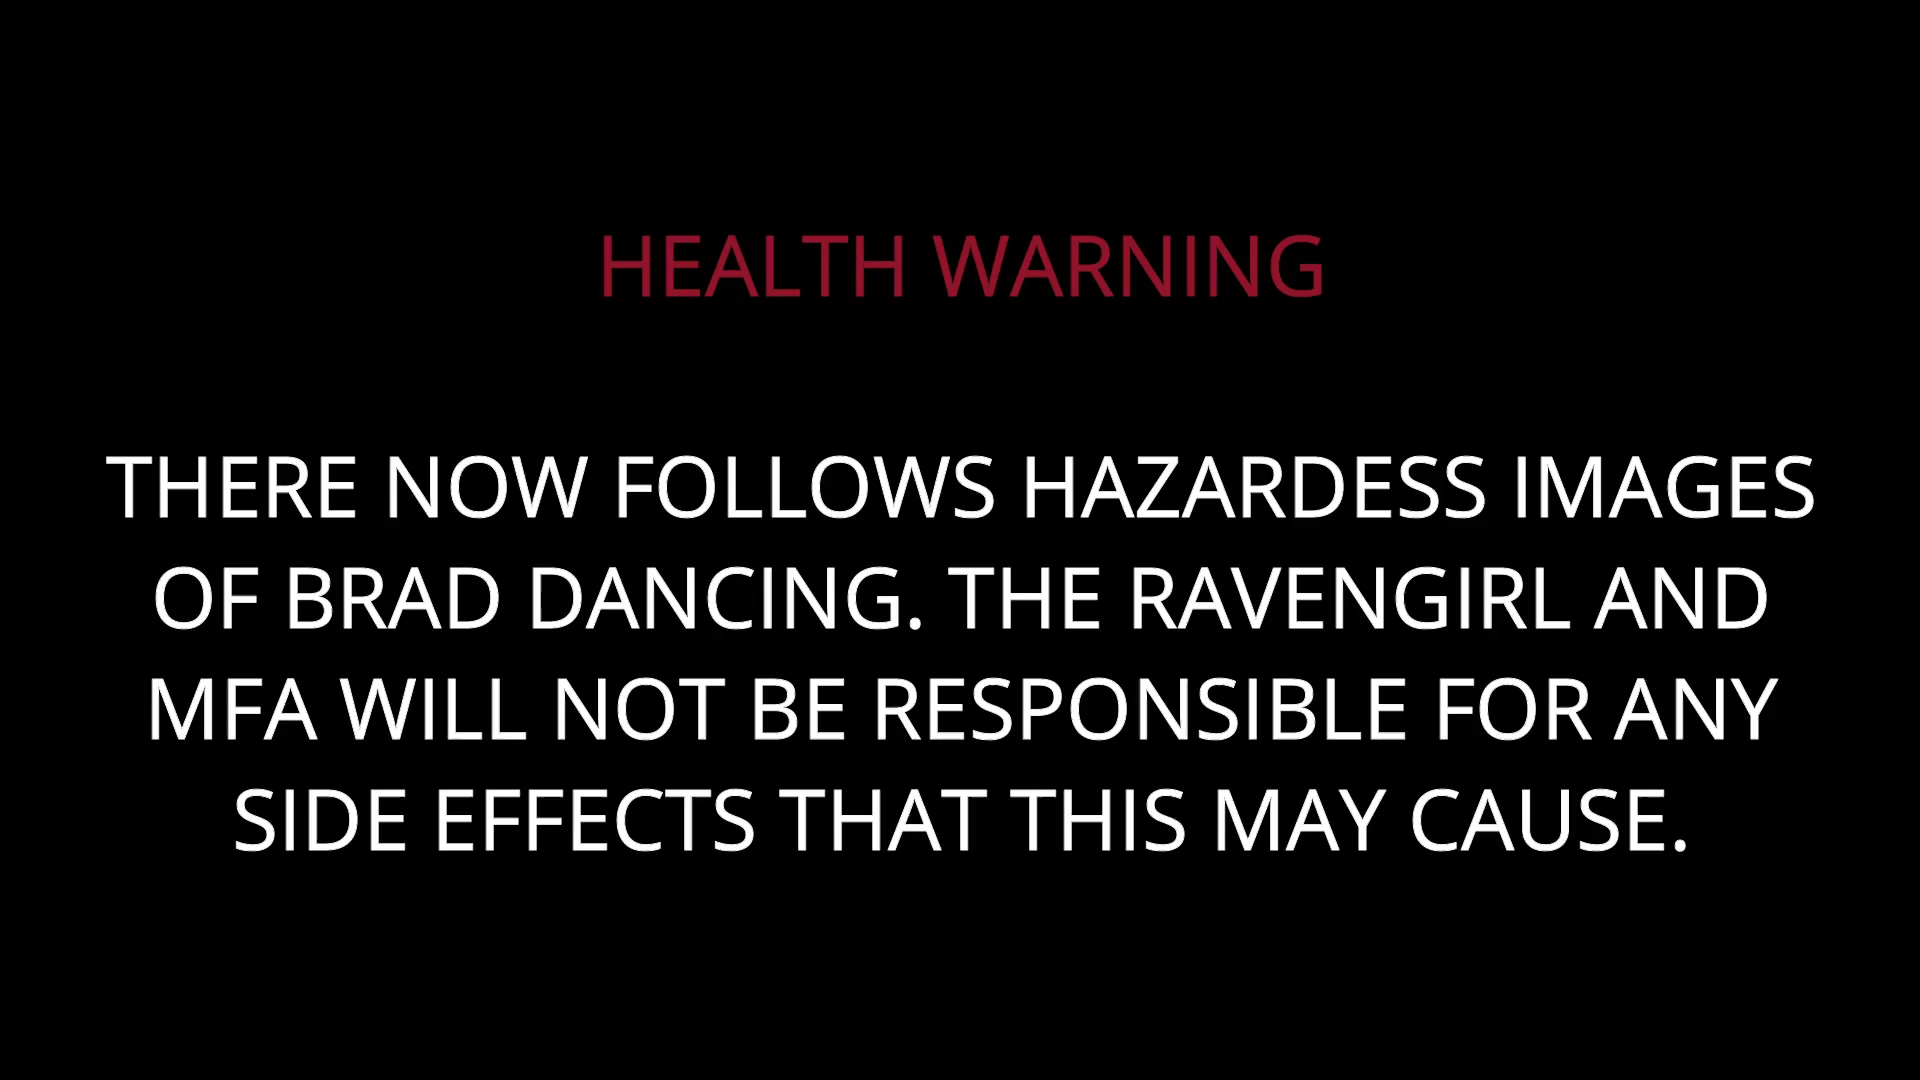 HEALTH WARNING
THERE NOW FOLLOWS HAZARDESS IMAGES
OF BRAD DANCING. THE RAVENGIRL AND
MFA WILL NOT BE RESPONSIBLE FOR ANY
SIDE EFFECTS THAT THIS MAY CAUSE.